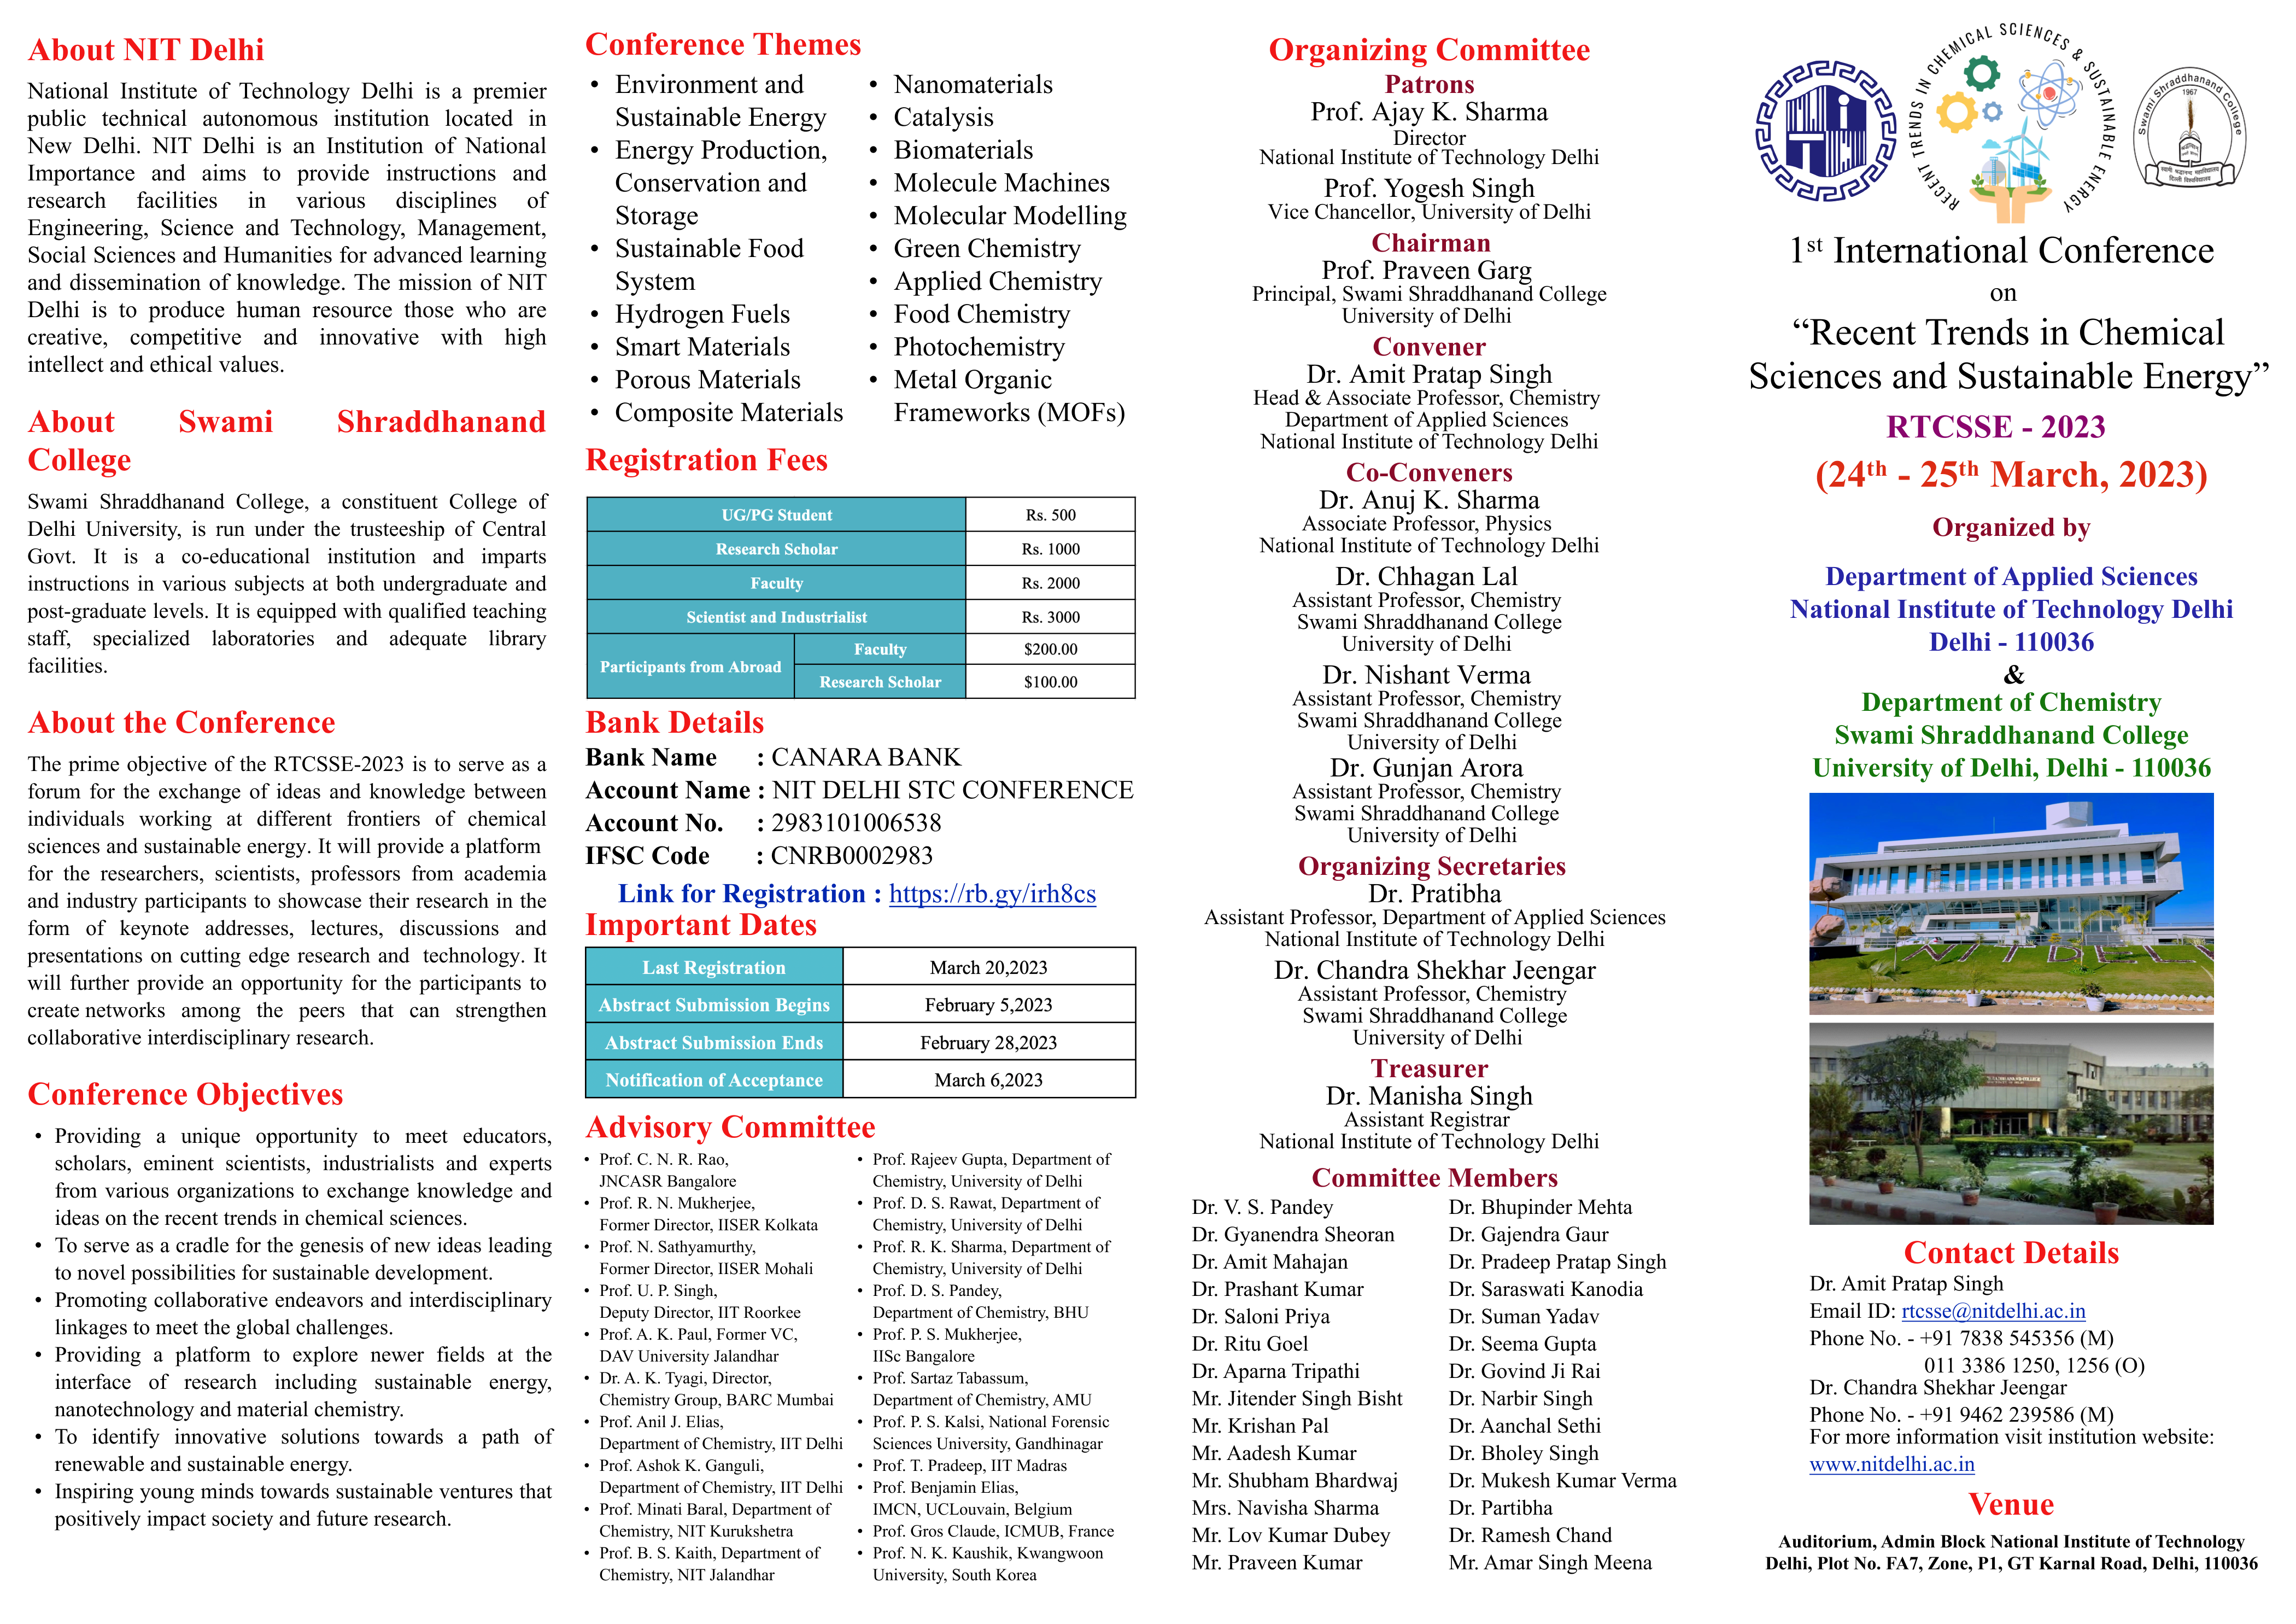 About NIT Delhi
National Institute of Technology Delhi is a premier
public technical autonomous institution located in
New Delhi. NIT Delhi is an Institution of National
Importance and aims to provide instructions and
research facilities in various disciplines of
Engineering, Science and Technology, Management,
Social Sciences and Humanities for advanced learning
and dissemination of knowledge. The mission of NIT
Delhi is to produce human resource those who are
creative, competitive and innovative with high
intellect and ethical values.
About Swami Shraddhanand
College
Swami Shraddhanand College, a constituent College of
Delhi University, is run under the trusteeship of Central
Govt. It is a co-educational institution and imparts
instructions in various subjects at both undergraduate and
post-graduate levels. It is equipped with qualified teaching
staff, specialized laboratories and adequate library
facilities.
About the Conference
The prime objective of the RTCSSE-2023 is to serve as a
forum for the exchange of ideas and knowledge between
individuals working at different frontiers of chemical
sciences and sustainable energy. It will provide a platform
for the researchers, scientists, professors from academia
and industry participants to showcase their research in the
form of keynote addresses, lectures, discussions and
presentations on cutting edge research and technology. It
will further provide an opportunity for the participants to
create networks among the peers that can strengthen
collaborative interdisciplinary research.
Conference Objectives
• Providing a unique opportunity to meet educators,
scholars, eminent scientists, industrialists and experts
from various organizations to exchange knowledge and
ideas on the recent trends in chemical sciences.
• To serve as a cradle for the genesis of new ideas leading
to novel possibilities for sustainable development.
• Promoting collaborative endeavors and interdisciplinary
linkages to meet the global challenges.
• Providing a platform to explore newer fields at the
interface of research including sustainable energy,
nanotechnology and material chemistry.
• To identify innovative solutions towards a path of
renewable and sustainable energy.
• Inspiring young minds towards sustainable ventures that
positively impact society and future research.
Conference Themes
• Environment and
Sustainable Energy
• Energy Production,
Conservation and
Storage
• Sustainable Food
System
• Hydrogen Fuels
• Smart Materials
• Porous Materials
• Composite Materials
• Nanomaterials
• Catalysis
• Biomaterials
• Molecule Machines
• Molecular Modelling
• Green Chemistry
• Applied Chemistry
• Food Chemistry
• Photochemistry
• Metal Organic
Frameworks (MOFs)
Registration Fees
UG/PG Student Rs. 500
Research Scholar Rs. 1000
Faculty Rs. 2000
Scientist and Industrialist Rs. 3000
Participants from Abroad
Faculty $200.00
Research Scholar $100.00
Bank Details
Bank Name : CANARA BANK
Account Name : NIT DELHI STC CONFERENCE
Account No. : 2983101006538
IFSC Code : CNRB0002983
Link for Registration : https://rb.gy/irh8cs
Important Dates
Last Registration March 20,2023
Abstract Submission Begins February 5,2023
Abstract Submission Ends February 28,2023
Notification of Acceptance March 6,2023
Advisory Committee
• Prof. C. N. R. Rao,
JNCASR Bangalore
• Prof. R. N. Mukherjee,
Former Director, IISER Kolkata
• Prof. N. Sathyamurthy,
Former Director, IISER Mohali
• Prof. U. P. Singh,
Deputy Director, IIT Roorkee
• Prof. A. K. Paul, Former VC,
DAV University Jalandhar
• Dr. A. K. Tyagi, Director,
Chemistry Group, BARC Mumbai
• Prof. Anil J. Elias,
Department of Chemistry, IIT Delhi
• Prof. Ashok K. Ganguli,
Department of Chemistry, IIT Delhi
• Prof. Minati Baral, Department of
Chemistry, NIT Kurukshetra
• Prof. B. S. Kaith, Department of
Chemistry, NIT Jalandhar
• Prof. Rajeev Gupta, Department of
Chemistry, University of Delhi
• Prof. D. S. Rawat, Department of
Chemistry, University of Delhi
• Prof. R. K. Sharma, Department of
Chemistry, University of Delhi
• Prof. D. S. Pandey,
Department of Chemistry, BHU
• Prof. P. S. Mukherjee,
IISc Bangalore
• Prof. Sartaz Tabassum,
Department of Chemistry, AMU
• Prof. P. S. Kalsi, National Forensic
Sciences University, Gandhinagar
• Prof. T. Pradeep, IIT Madras
• Prof. Benjamin Elias,
IMCN, UCLouvain, Belgium
• Prof. Gros Claude, ICMUB, France
• Prof. N. K. Kaushik, Kwangwoon
University, South Korea
Organizing Committee
Patrons
Prof. Ajay K. Sharma
Director
National Institute of Technology Delhi
Prof. Yogesh Singh
Vice Chancellor, University of Delhi
Chairman
Prof. Praveen Garg
Principal, Swami Shraddhanand College
University of Delhi
Convener
Dr. Amit Pratap Singh
Head & Associate Professor, Chemistry
Department of Applied Sciences
National Institute of Technology Delhi
Co-Conveners
Dr. Anuj K. Sharma
Associate Professor, Physics
National Institute of Technology Delhi
Dr. Chhagan Lal
Assistant Professor, Chemistry
Swami Shraddhanand College
University of Delhi
Dr. Nishant Verma
Assistant Professor, Chemistry
Swami Shraddhanand College
University of Delhi
Dr. Gunjan Arora
Assistant Professor, Chemistry
Swami Shraddhanand College
University of Delhi
Organizing Secretaries
Dr. Pratibha
Assistant Professor, Department of Applied Sciences
National Institute of Technology Delhi
Dr. Chandra Shekhar Jeengar
Assistant Professor, Chemistry
Swami Shraddhanand College
University of Delhi
Treasurer
Dr. Manisha Singh
Assistant Registrar
National Institute of Technology Delhi
Committee Members
Dr. V. S. Pandey
Dr. Gyanendra Sheoran
Dr. Amit Mahajan
Dr. Prashant Kumar
Dr. Saloni Priya
Dr. Ritu Goel
Dr. Aparna Tripathi
Mr. Jitender Singh Bisht
Mr. Krishan Pal
Mr. Aadesh Kumar
Mr. Shubham Bhardwaj
Mrs. Navisha Sharma
Mr. Lov Kumar Dubey
Mr. Praveen Kumar
Dr. Bhupinder Mehta
Dr. Gajendra Gaur
Dr. Pradeep Pratap Singh
Dr. Saraswati Kanodia
Dr. Suman Yadav
Dr. Seema Gupta
Dr. Govind Ji Rai
Dr. Narbir Singh
Dr. Aanchal Sethi
Dr. Bholey Singh
Dr. Mukesh Kumar Verma
Dr. Partibha
Dr. Ramesh Chand
Mr. Amar Singh Meena
RECENT TRENDS IN CHEMICAL SCIENCES & SUSTAINABLE ENERGY
Swami Shraddhanand College
1967
1st International Conference
on
“Recent Trends in Chemical
Sciences and Sustainable Energy”
RTCSSE - 2023
(24th - 25th March, 2023)
Organized by
Department of Applied Sciences
National Institute of Technology Delhi
Delhi - 110036
&
Department of Chemistry
Swami Shraddhanand College
University of Delhi, Delhi - 110036
NIT DEL
Contact Details
Dr. Amit Pratap Singh
Email ID: rtcsse@nitdelhi.ac.in
Phone No. - +91 7838 545356 (M)
011 3386 1250, 1256 (O)
Dr. Chandra Shekhar Jeengar
Phone No. - +91 9462 239586 (M)
For more information visit institution website:
www.nitdelhi.ac.in
Venue
Auditorium, Admin Block National Institute of Technology
Delhi, Plot No. FA7, Zone, P1, GT Karnal Road, Delhi, 110036